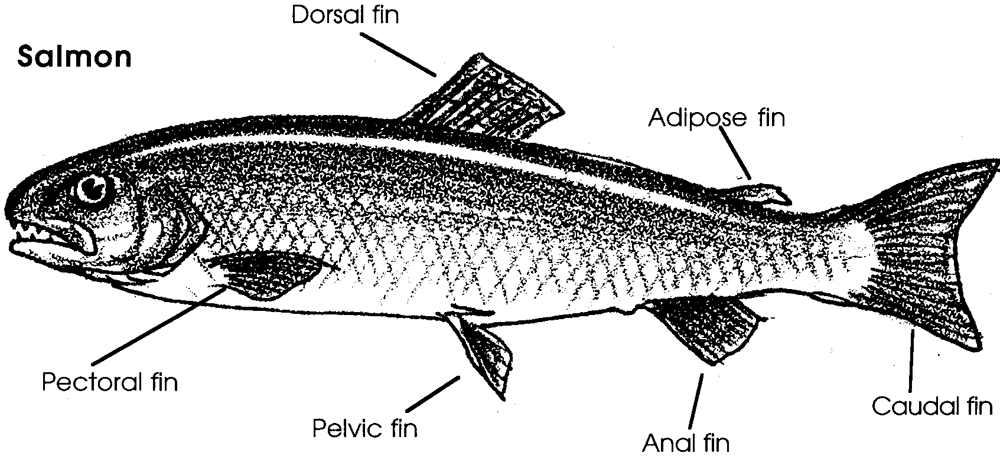 Dorsal fin
Salmon
Adipose fin
Pectoral fin
Pelvic fin
Caudal fin
Anal fin